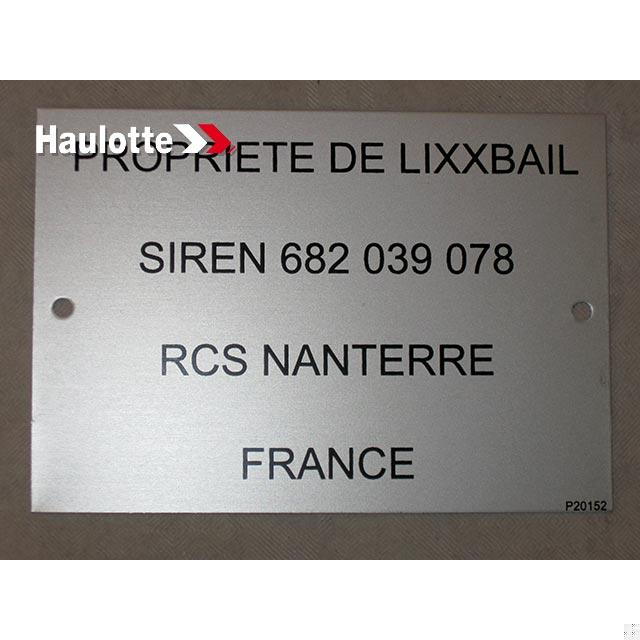 Haulotte
PROPRIETE DE LIXXBAIL
SIREN 682 039 078
RCS NANTERRE
FRANCE
P20152